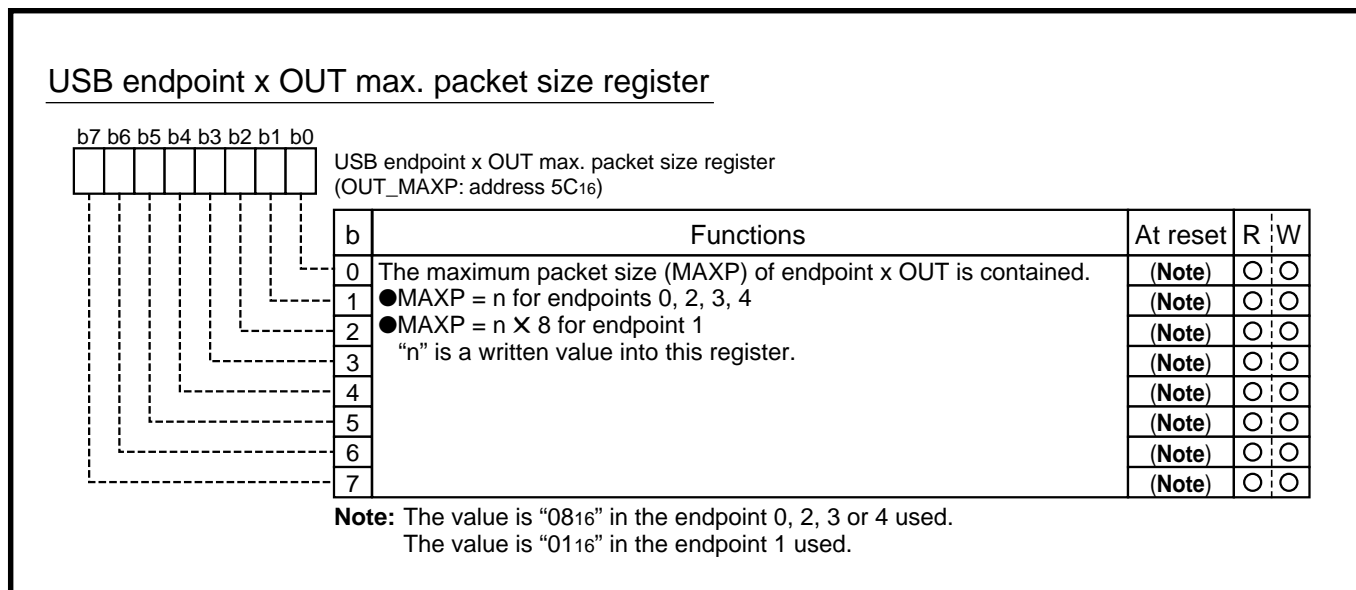 USB endpoint x OUT max. packet size register
b7 b6 b5 b4 b3 b2 b1 b0
USB endpoint x OUT max. packet size register
(OUT_MAXP: address 5C16)
b Functions At reset R W
0 The maximum packet size (MAXP) of endpoint x OUT is contained. (Note) O O
1 ●MAXP = n for endpoints 0, 2, 3, 4 (Note) O O
2 ●MAXP = n X 8 for endpoint 1 (Note) O O
3 “n” is a written value into this register. (Note) O O
4 (Note) O O
5 (Note) O O
6 (Note) O O
7 (Note) O O
Note: The value is “0816” in the endpoint 0, 2, 3 or 4 used.
The value is “0116” in the endpoint 1 used.